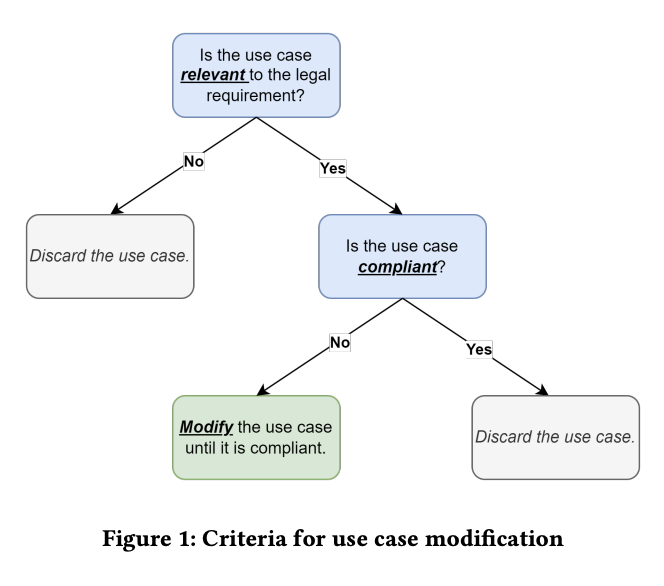 Is the use case
relevant to the legal
requirement?
No
Yes
Discard the use case.
Is the use case
compliant?
No
Yes
Modify the use case
until it is compliant.
Discard the use case.
Figure 1: Criteria for use case modification